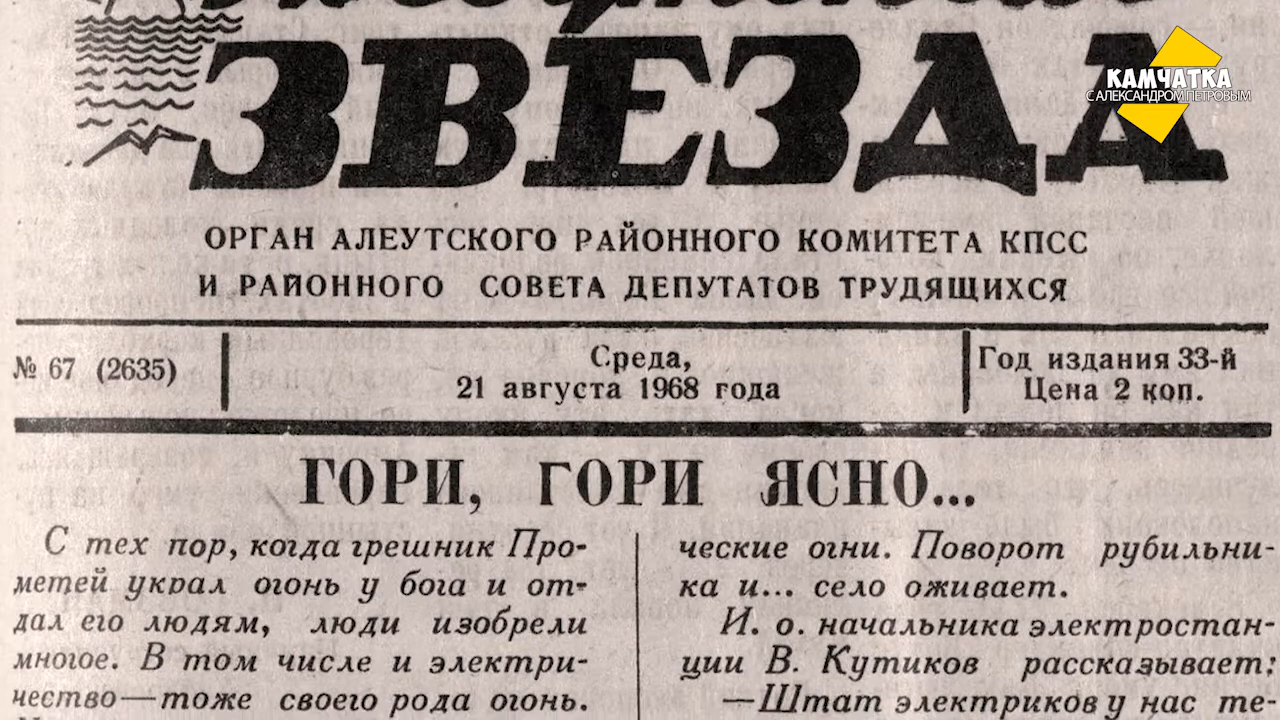 ЗВЕЗДА
КАМЧАТКА
С АЛЕКСАНДРОМ ПЕТРОВЫМ
ОРГАН АЛЕУТСКОГО РАЙОННОГО КОМИТЕТА КПСС
И РАЙОННОГО СОВЕТА ДЕПУТАТОВ ТРУДЯЩИХСЯ
№ 67 (2635)
Среда,
21 августа 1968 года
Год издания 33-й
Цена 2 коп.
ГОРИ, ГОРИ ЯСНО...
С тех пор, когда грешник Про-
метей украл огонь у бога и от-
дал его людям, люди изобрели
многое. В том числе и электри-
чество—тоже своего рода огонь.
ческие огни. Поворот рубильни-
ка и... село оживает.
И. о. начальника электростан-
ции В. Кутиков рассказывает:
—Штат электриков у нас те-